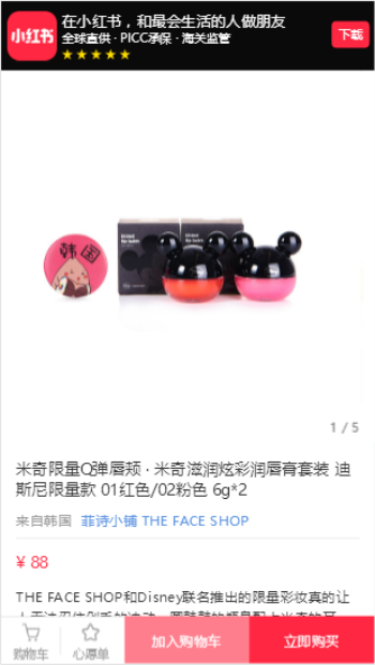 小红书
在小红书，和最会生活的人做朋友
全球直供 · PICC承保 · 海关监管
下载
韩国
1 / 5
米奇限量Q弹唇颊 · 米奇滋润炫彩润唇膏套装 迪
斯尼限量款 01红色/02粉色 6g*2
来自韩国 菲诗小铺 THE FACE SHOP
¥ 88
THE FACE SHOP和Disney联名推出的限量彩妆真的让
购物车
心愿单
加入购物车
立即购买